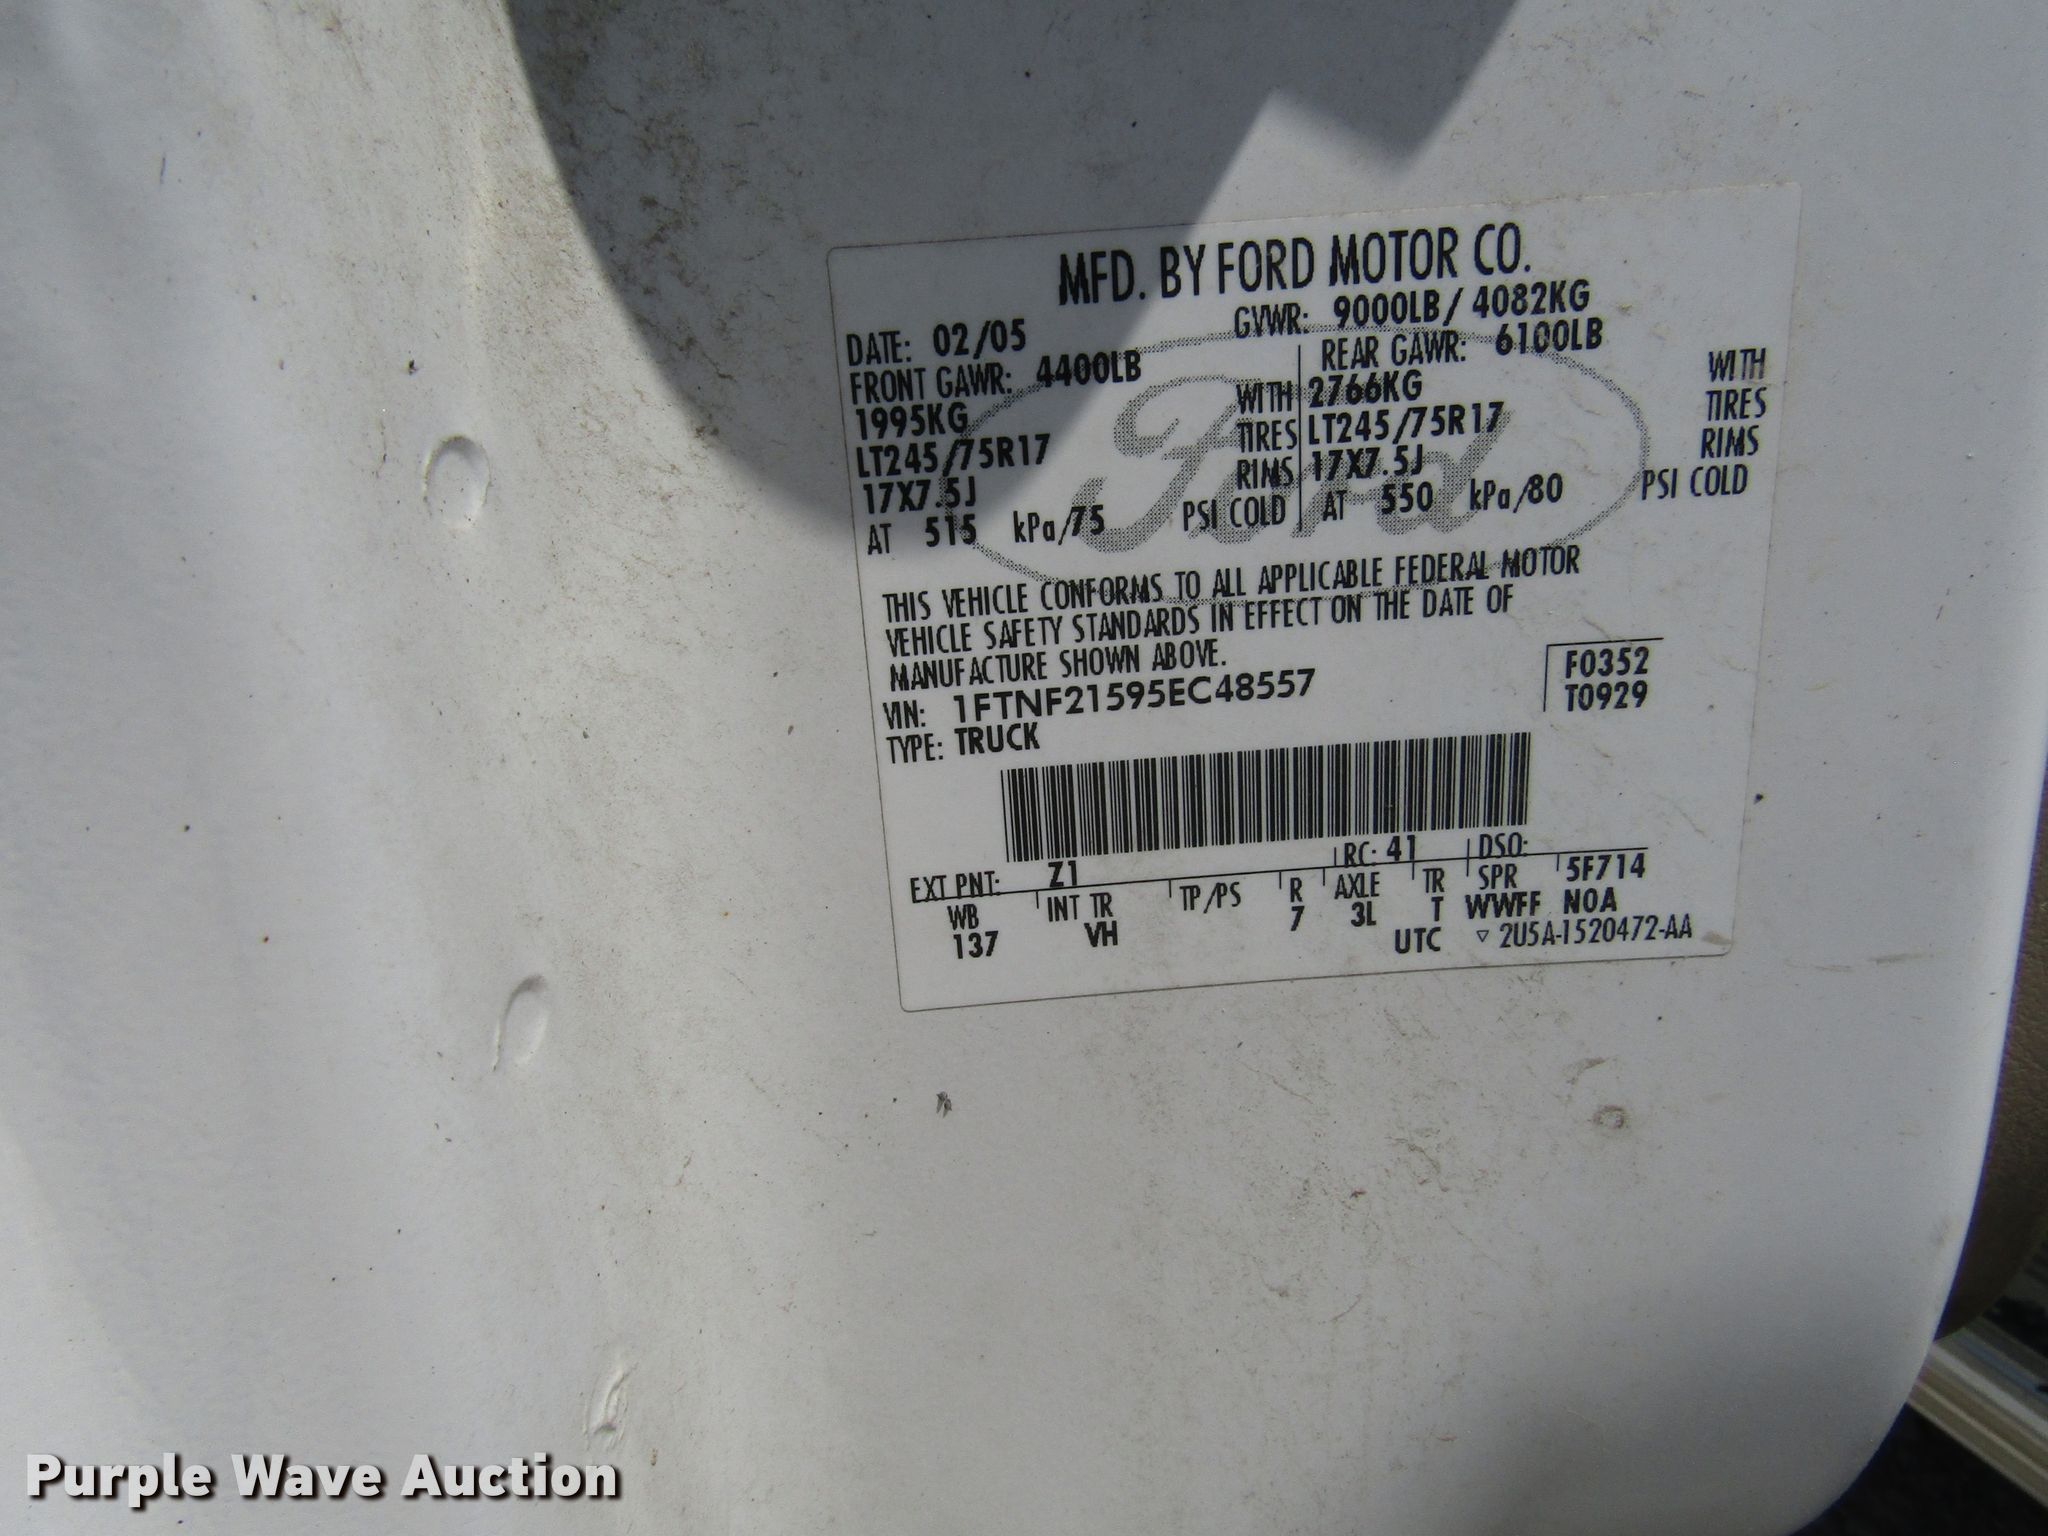 MFD. BY FORD MOTOR CO.
DATE: 02/05 GVWR: 9000LB/ 4082KG
FRONT GAWR: 4400LB REAR GAWR: 6100LB
1995KG WITH 2766KG WITH
LT245/75R17 TIRES LT245/75R17 TIRES
17X7.5J RIMS 17X7.5J RIMS
AT 515 kPa/75 PSI COLD AT 550 kPa/80 PSI COLD
Ford
THIS VEHICLE CONFORMS TO ALL APPLICABLE FEDERAL MOTOR
VEHICLE SAFETY STANDARDS IN EFFECT ON THE DATE OF
MANUFACTURE SHOWN ABOVE.
VIN: 1FTNF21595EC48557 F0352
TYPE: TRUCK T0929
EXT PNT: Z1 RC: 41 DSO:
WB INT TR TP/PS R AXLE TR SPR 5F714
137 VH 7 3L T WWFF N0A
UTC ▽ 2U5A-1520472-AA
Purple Wave Auction